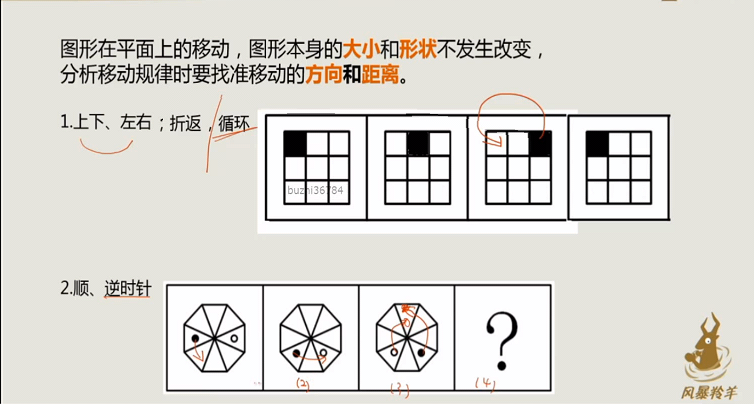 图形在平面上的移动，图形本身的大小和形状不发生改变，
分析移动规律时要找准移动的方向和距离。
1.上下、左右；折返，循环
buzhi36784
2.顺、逆时针
?
(2)
(3)
(4)
风暴羚羊